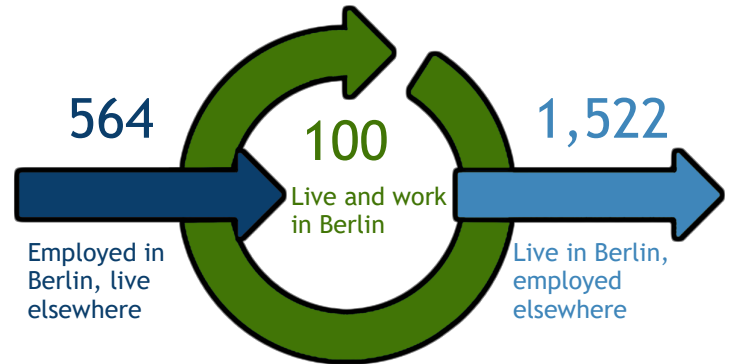 564
Employed in
Berlin, live
elsewhere
100
Live and work
in Berlin
1,522
Live in Berlin,
employed
elsewhere